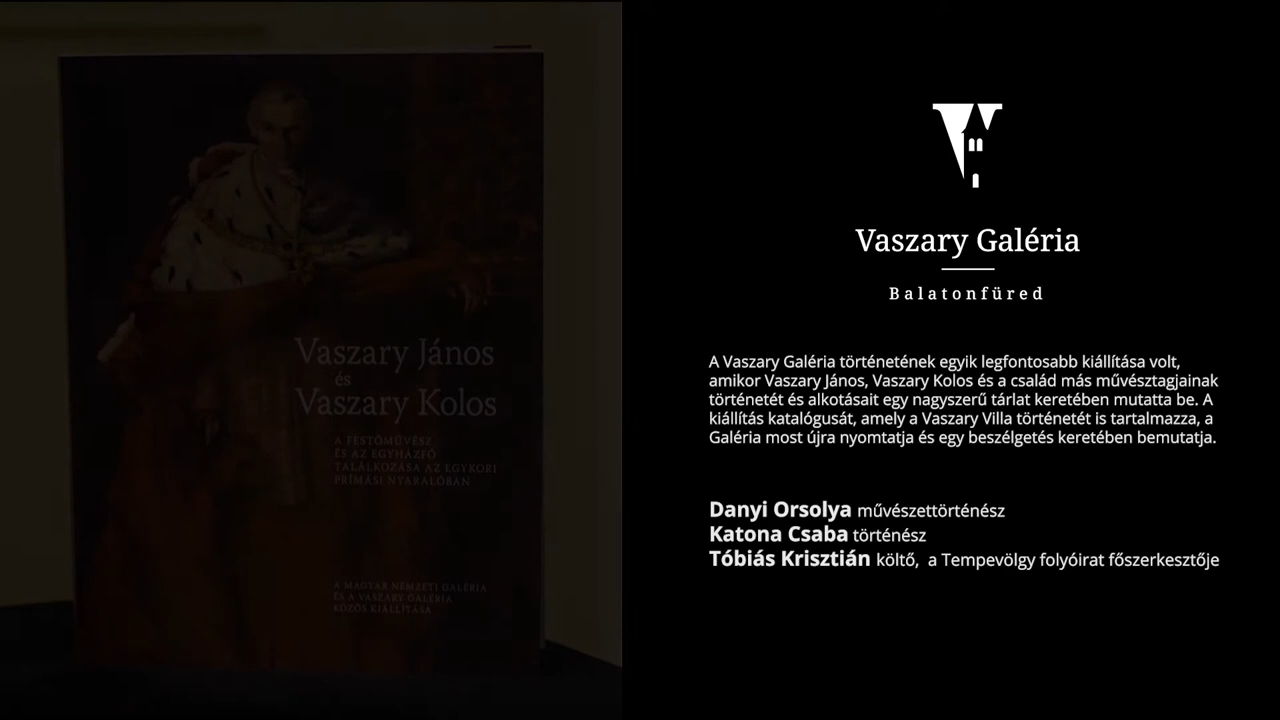 Vaszary János
és
Vaszary Kolos
A FESTŐMŰVÉSZ
ÉS AZ EGYHÁZFŐ
TALÁLKOZÁSA AZ EGYKORI
PRÍMÁSI NYARALÓBAN
A MAGYAR NEMZETI GALÉRIA
ÉS A VASZARY GALÉRIA
KÖZÖS KIÁLLÍTÁSA
Vaszary Galéria
Balatonfüred
A Vaszary Galéria történetének egyik legfontosabb kiállítása volt,
amikor Vaszary János, Vaszary Kolos és a család más művésztagjainak
történetét és alkotásait egy nagyszerű tárlat keretében mutatta be. A
kiállítás katalógusát, amely a Vaszary Villa történetét is tartalmazza, a
Galéria most újra nyomtatja és egy beszélgetés keretében bemutatja.
Danyi Orsolya művészettörténész
Katona Csaba történész
Tóbiás Krisztián költő, a Tempevölgy folyóirat főszerkesztője